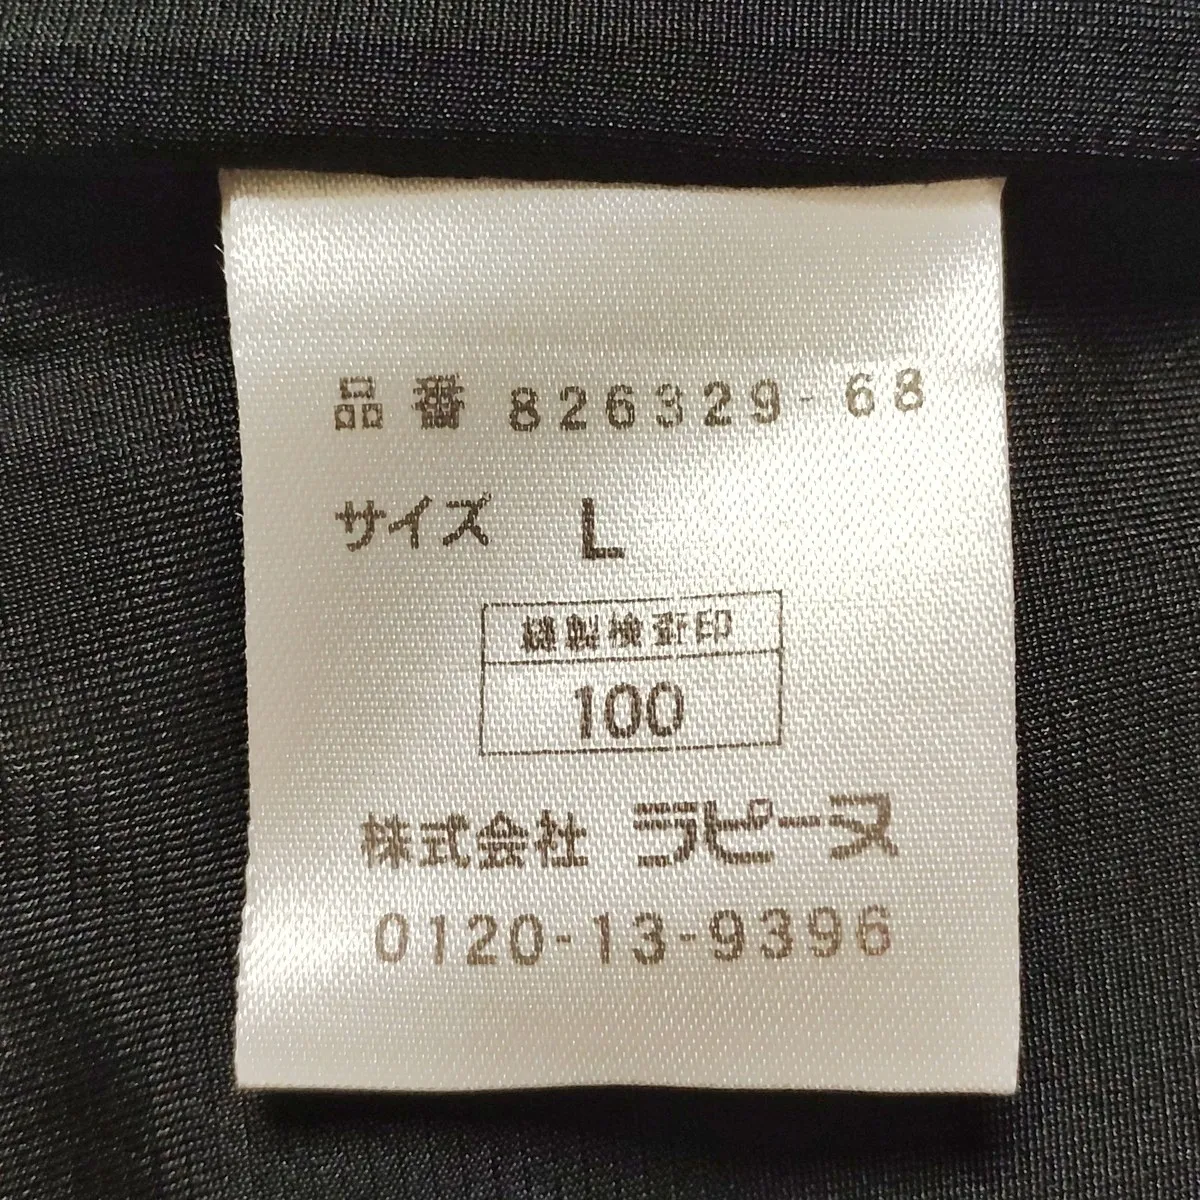 品番 826329-68
サイズ L
縫製検査印
100
株式会社 ラピーヌ
0120-13-9396